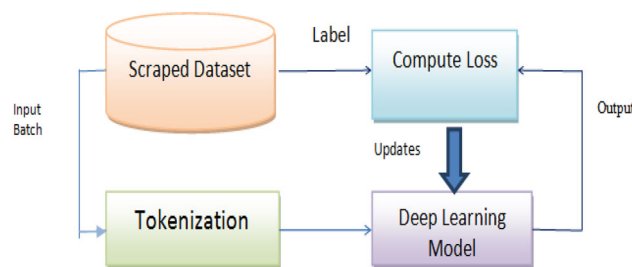 Label
Scraped Dataset
Compute Loss
Input
Batch
Output
Updates
Tokenization
Deep Learning
Model